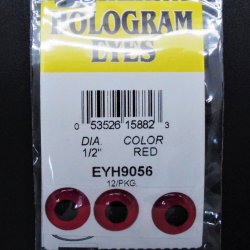 HOLOGRAM
EYES
0 53526 15882 3
DIA. COLOR
1/2" RED
EYH9056
12/PKG.